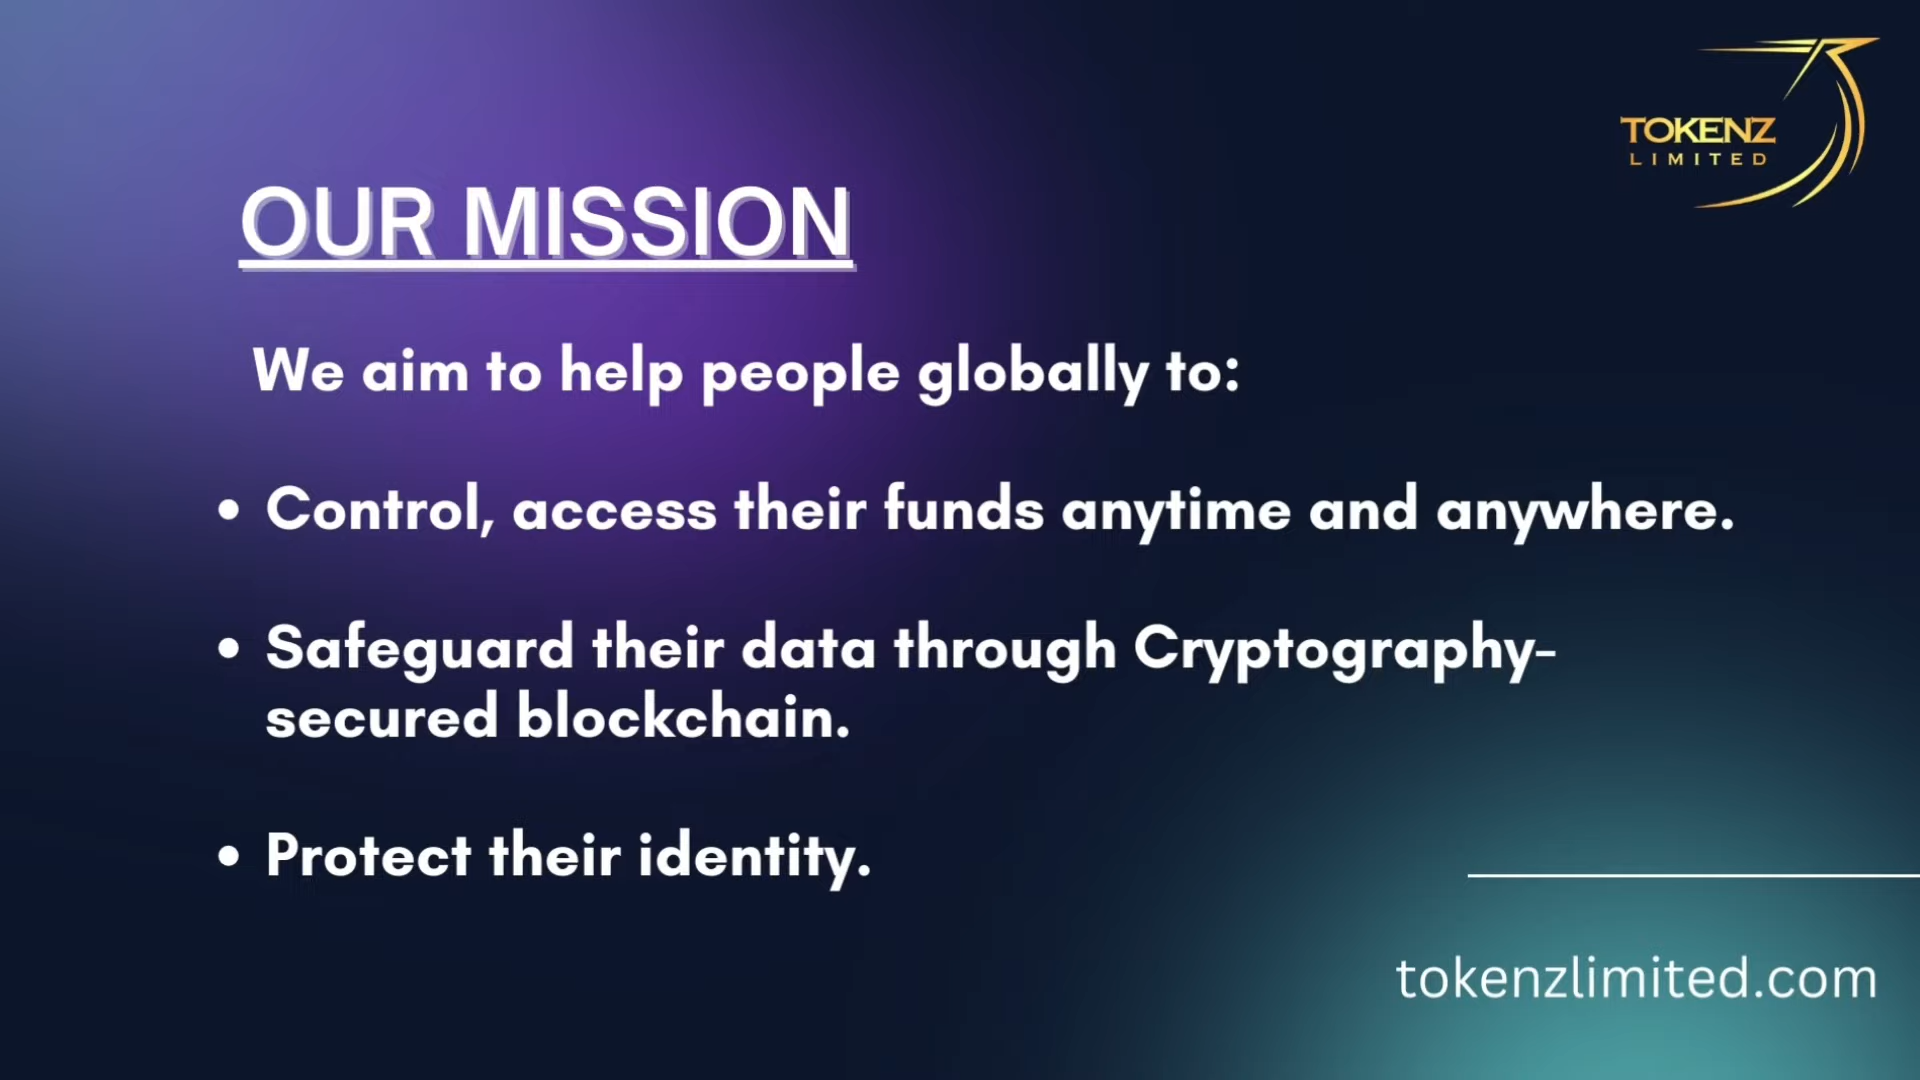 TOKENZ
LIMITED
OUR MISSION
We aim to help people globally to:
• Control, access their funds anytime and anywhere.
• Safeguard their data through Cryptography-
secured blockchain.
• Protect their identity.
tokenzlimited.com